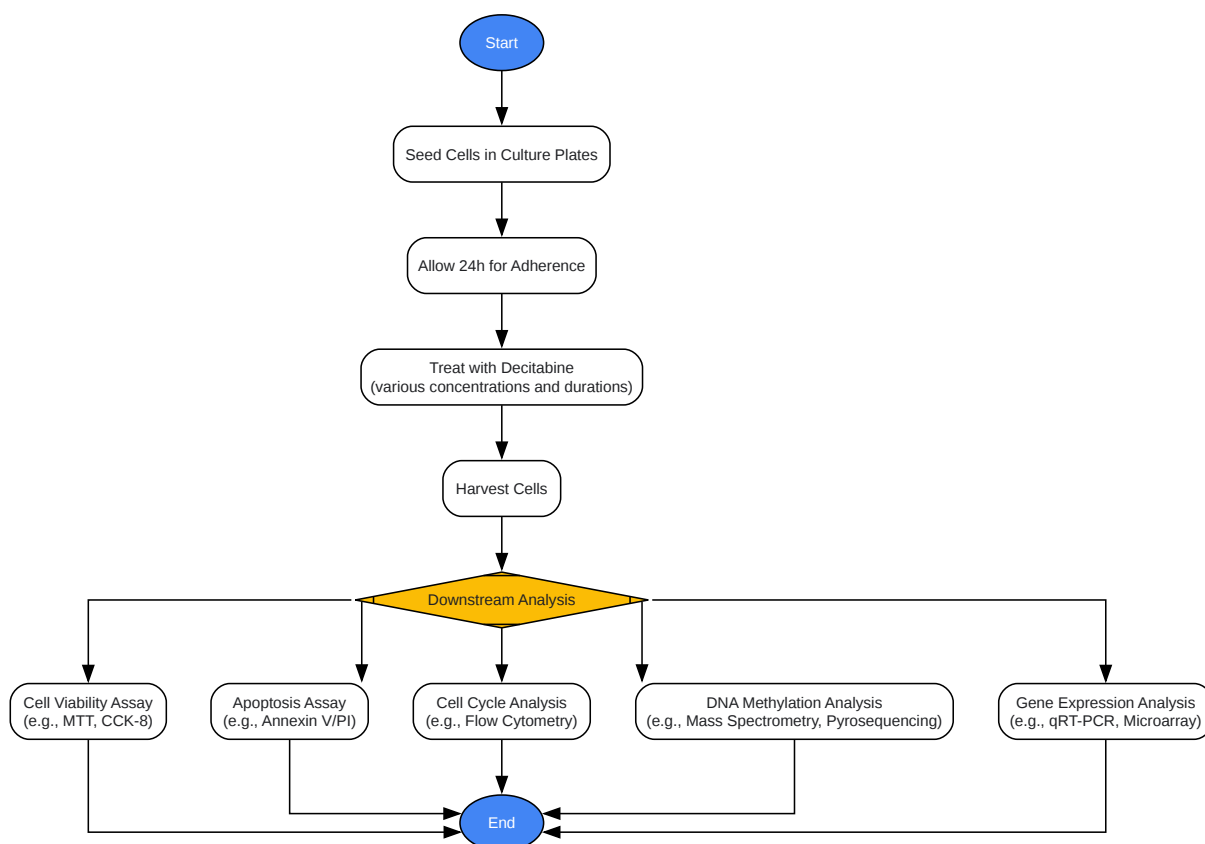 Start
Seed Cells in Culture Plates
Allow 24h for Adherence
Treat with Decitabine
(various concentrations and durations)
Harvest Cells
Downstream Analysis
Cell Viability Assay
(e.g., MTT, CCK-8)
Apoptosis Assay
(e.g., Annexin V/PI)
Cell Cycle Analysis
(e.g., Flow Cytometry)
DNA Methylation Analysis
(e.g., Mass Spectrometry, Pyrosequencing)
Gene Expression Analysis
(e.g., qRT-PCR, Microarray)
End